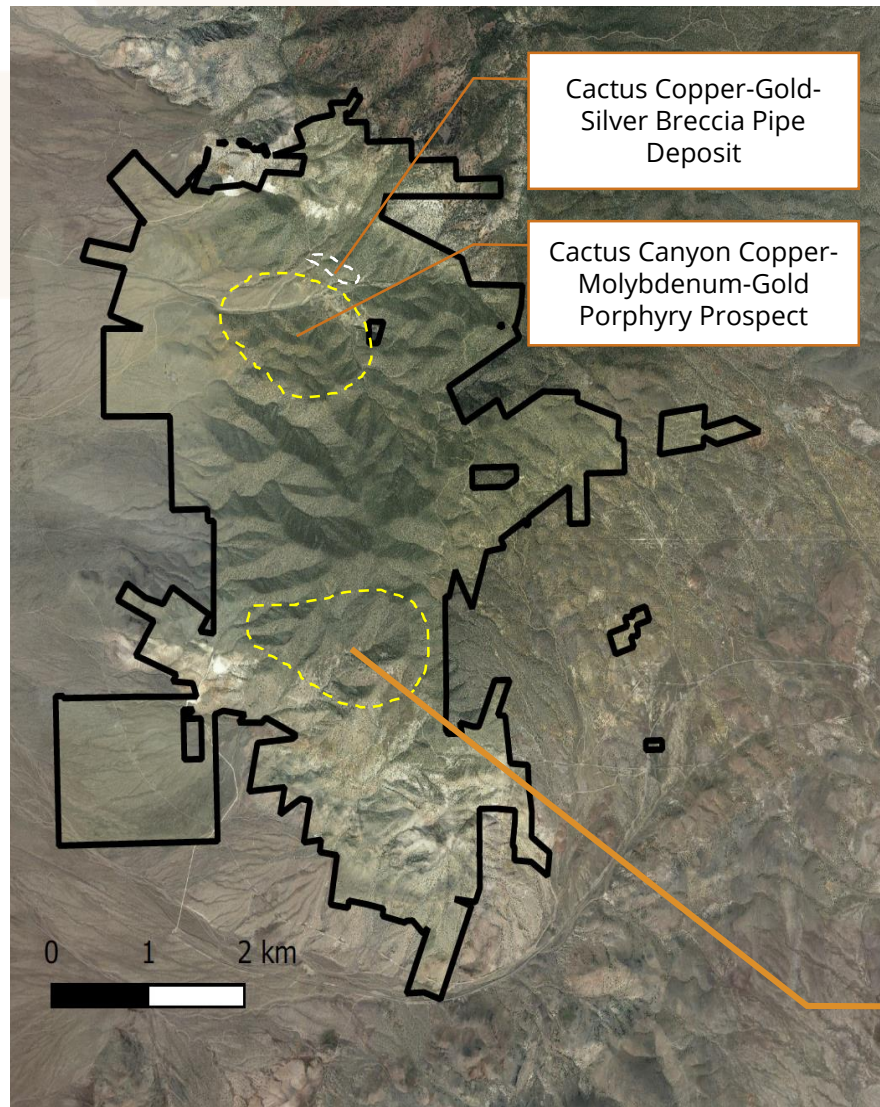 Cactus Copper-Gold-
Silver Breccia Pipe
Deposit
Cactus Canyon Copper-
Molybdenum-Gold
Porphyry Prospect
0 1 2 km